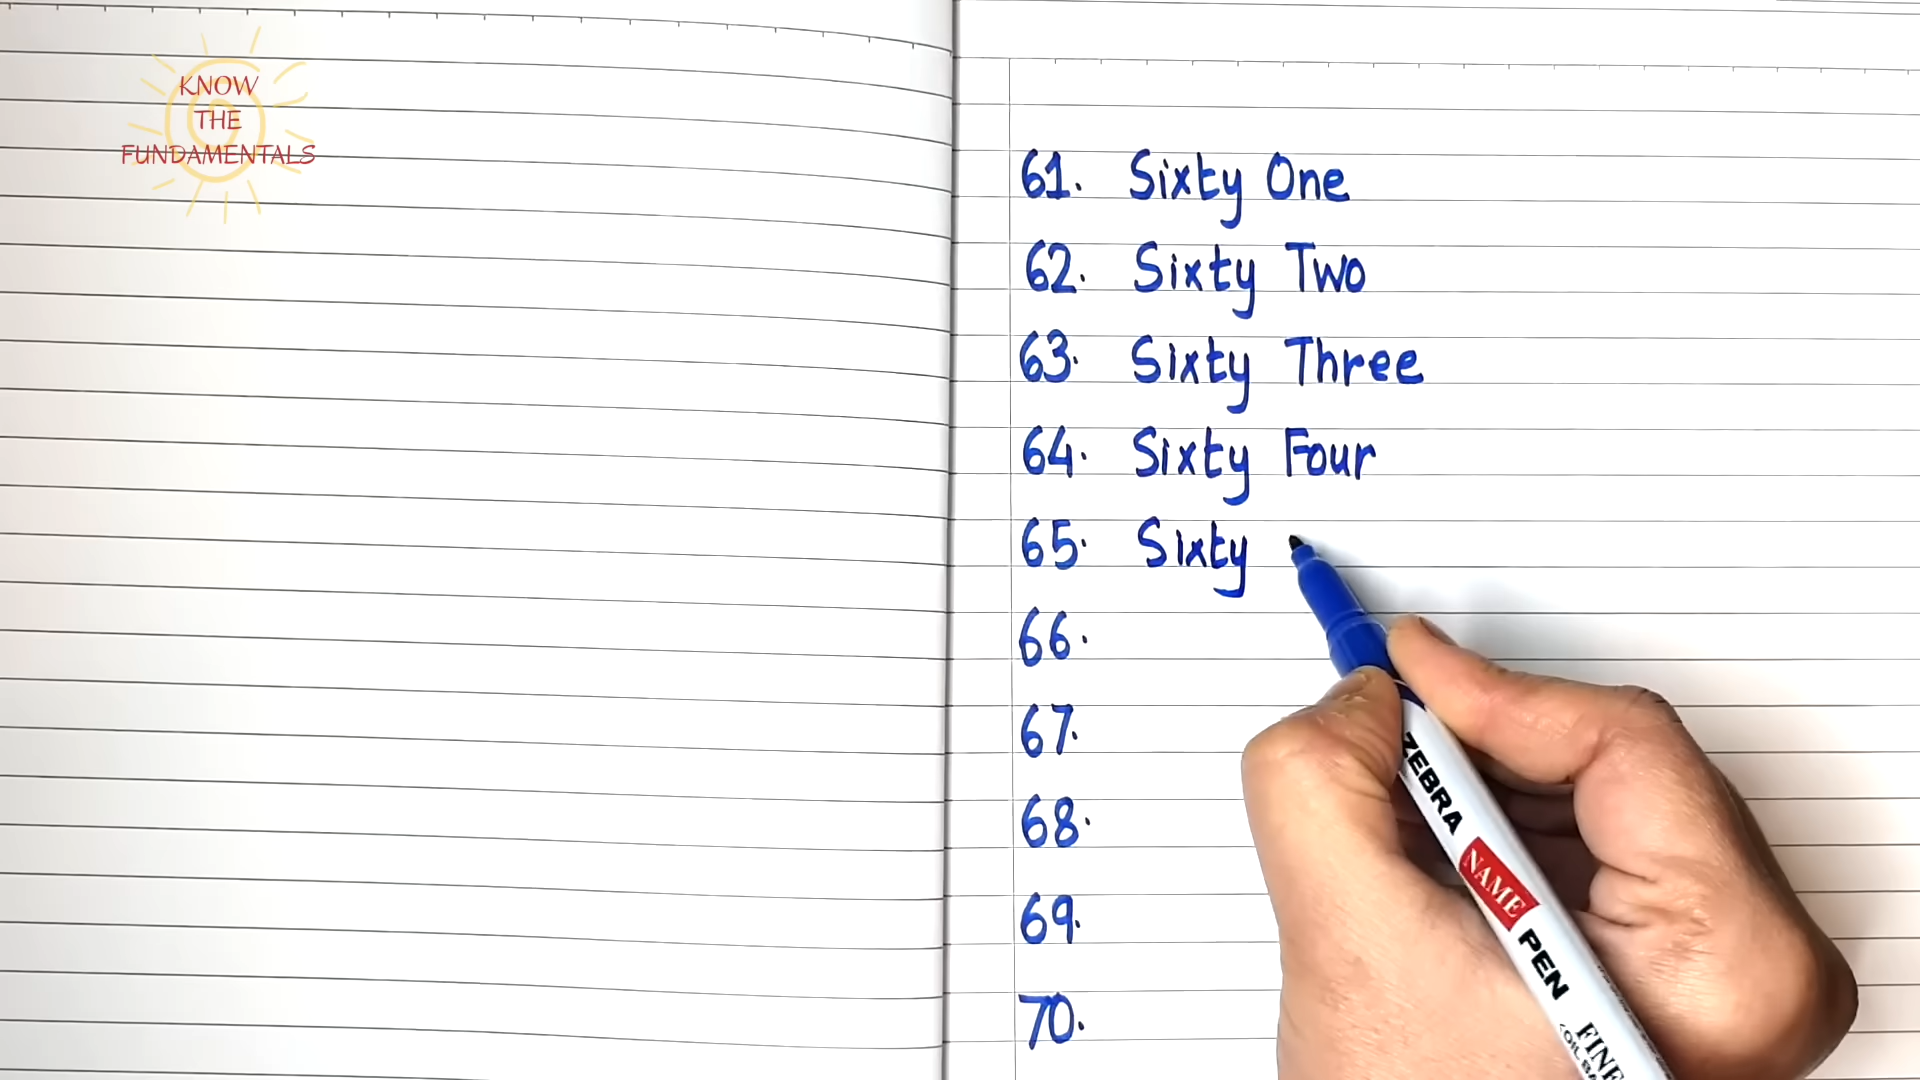 KNOW
THE
FUNDAMENTALS
61. Sixty One
62. Sixty Two
63. Sixty Three
64. Sixty Four
65. Sixty
66.
67.
68.
69.
70.
ZEBRA NAME PEN FINE